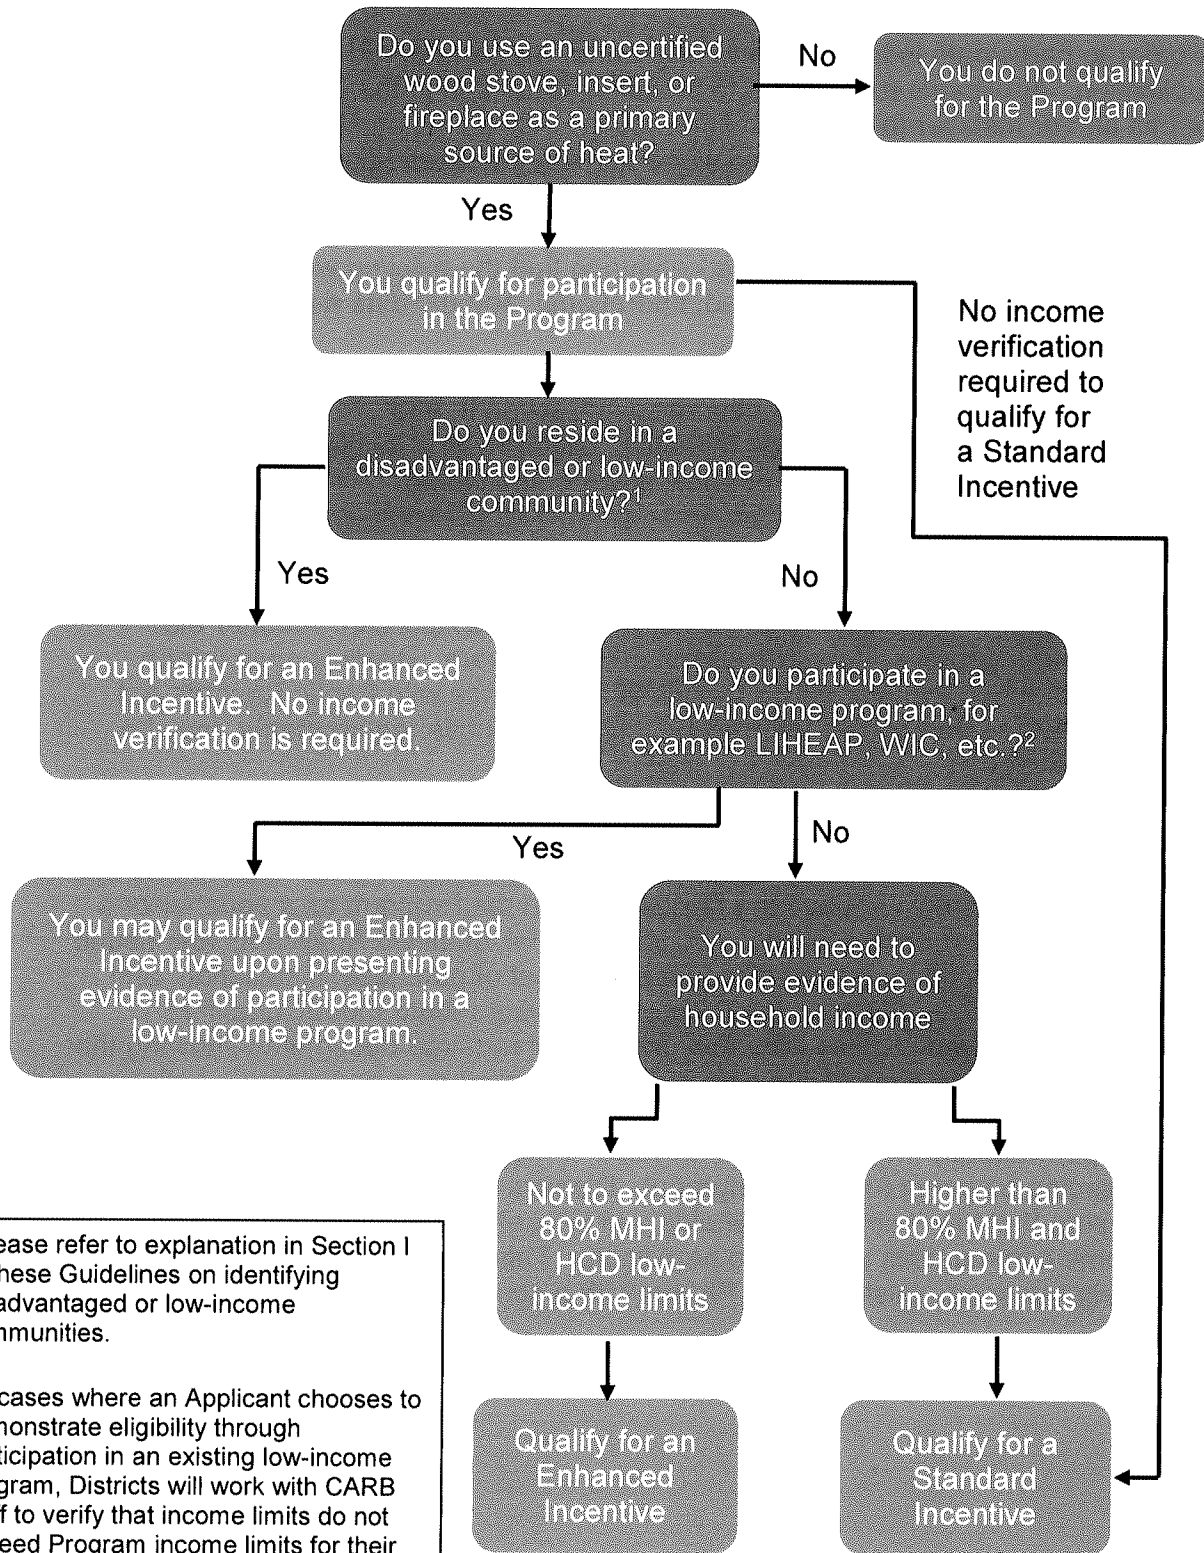 Do you use an uncertified
wood stove, insert, or
fireplace as a primary
source of heat?
No
You do not qualify
for the Program
Yes
You qualify for participation
in the Program
No income
verification
required to
qualify for
a Standard
Incentive
Do you reside in a
disadvantaged or low-income
community?¹
Yes
No
You qualify for an Enhanced
Incentive. No income
verification is required.
Do you participate in a
low-income program, for
example LIHEAP, WIC, etc.?²
Yes
No
You may qualify for an Enhanced
Incentive upon presenting
evidence of participation in a
low-income program.
You will need to
provide evidence of
household income
Not to exceed
80% MHI or
HCD low-
income limits
Higher than
80% MHI and
HCD low-
income limits
Qualify for an
Enhanced
Incentive
Qualify for a
Standard
Incentive
refer to explanation in Section I
these Guidelines on identifying
or low-income
cases where an Applicant chooses to
eligibility through
in an existing low-income
Districts will work with CARB
to verify that income limits do not
Program income limits for their